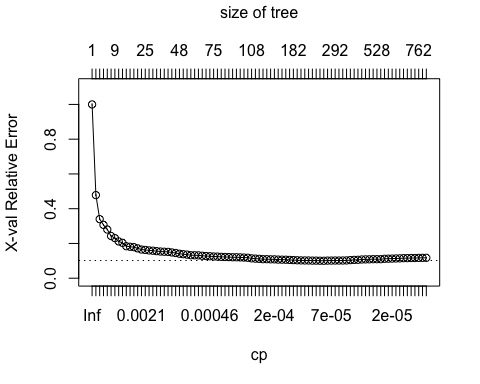 size of tree
1 9 25 48 75 108 182 292 528 762
X-val Relative Error
0.8
0.4
0.0
Inf 0.0021 0.00046 2e-04 7e-05 2e-05
cp